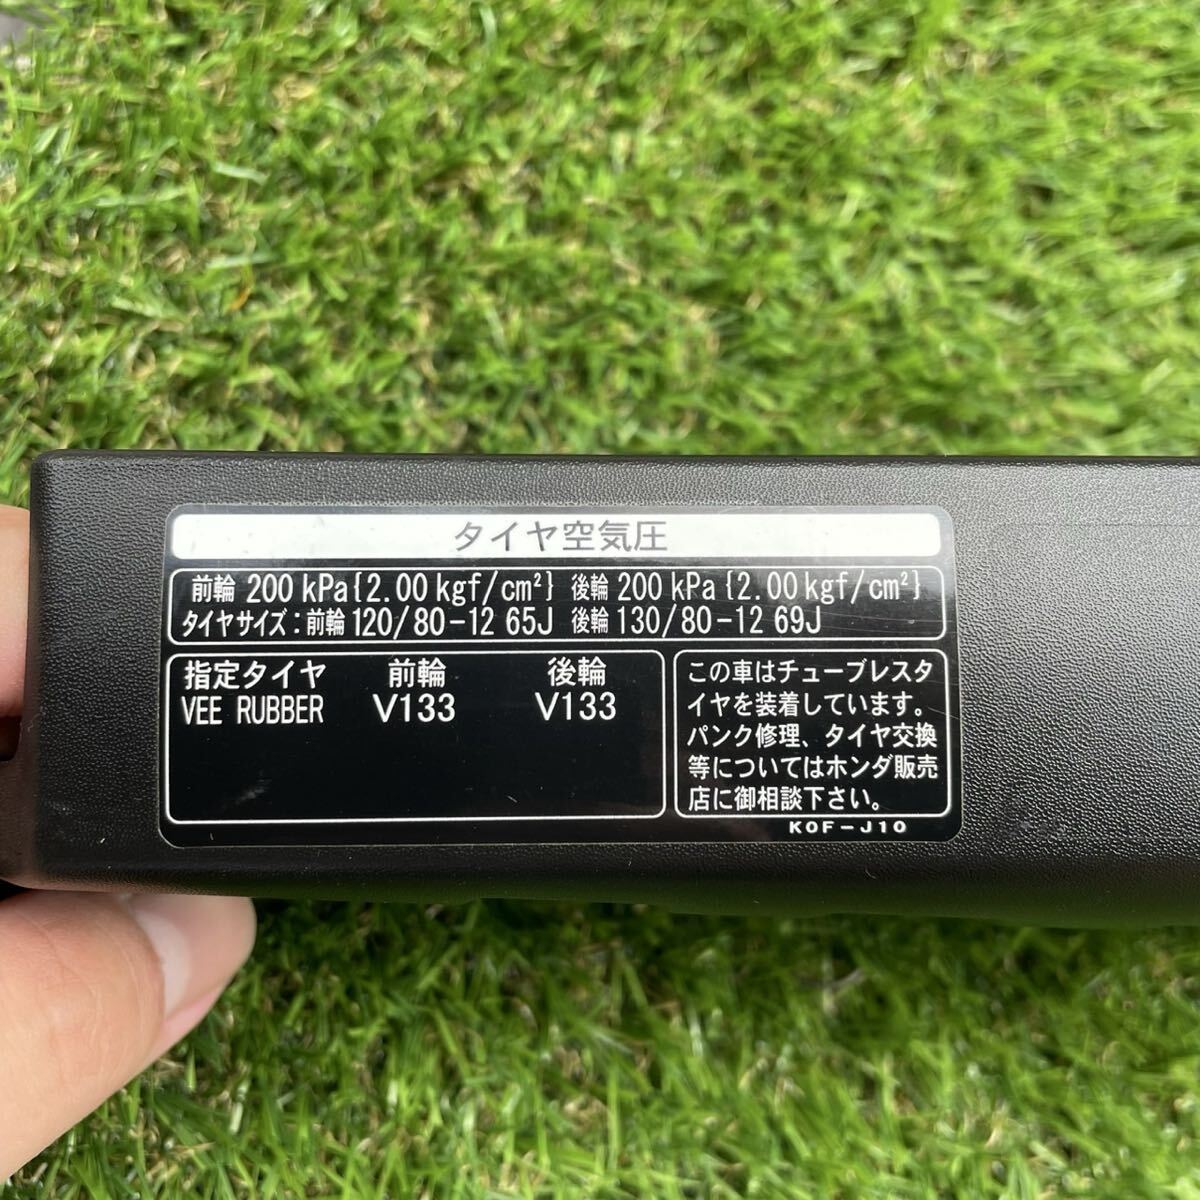 タイヤ空気圧
前輪 200 kPa{2.00 kgf/cm²} 後輪 200 kPa{2.00 kgf/cm²}
タイヤサイズ：前輪 120/80-12 65J 後輪 130/80-12 69J
指定タイヤ 前輪 後輪
VEE RUBBER V133 V133
この車はチューブレスタ
イヤを装着しています。
パンク修理、タイヤ交換
等についてはホンダ販売
店に御相談下さい。
K0F-J10